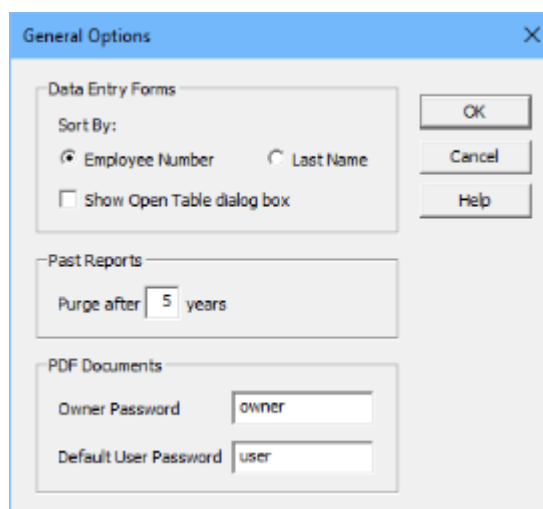 General Options
Data Entry Forms
Sort By:
Employee Number Last Name
Show Open Table dialog box
OK
Cancel
Help
Past Reports
Purge after 5 years
PDF Documents
Owner Password owner
Default User Password user